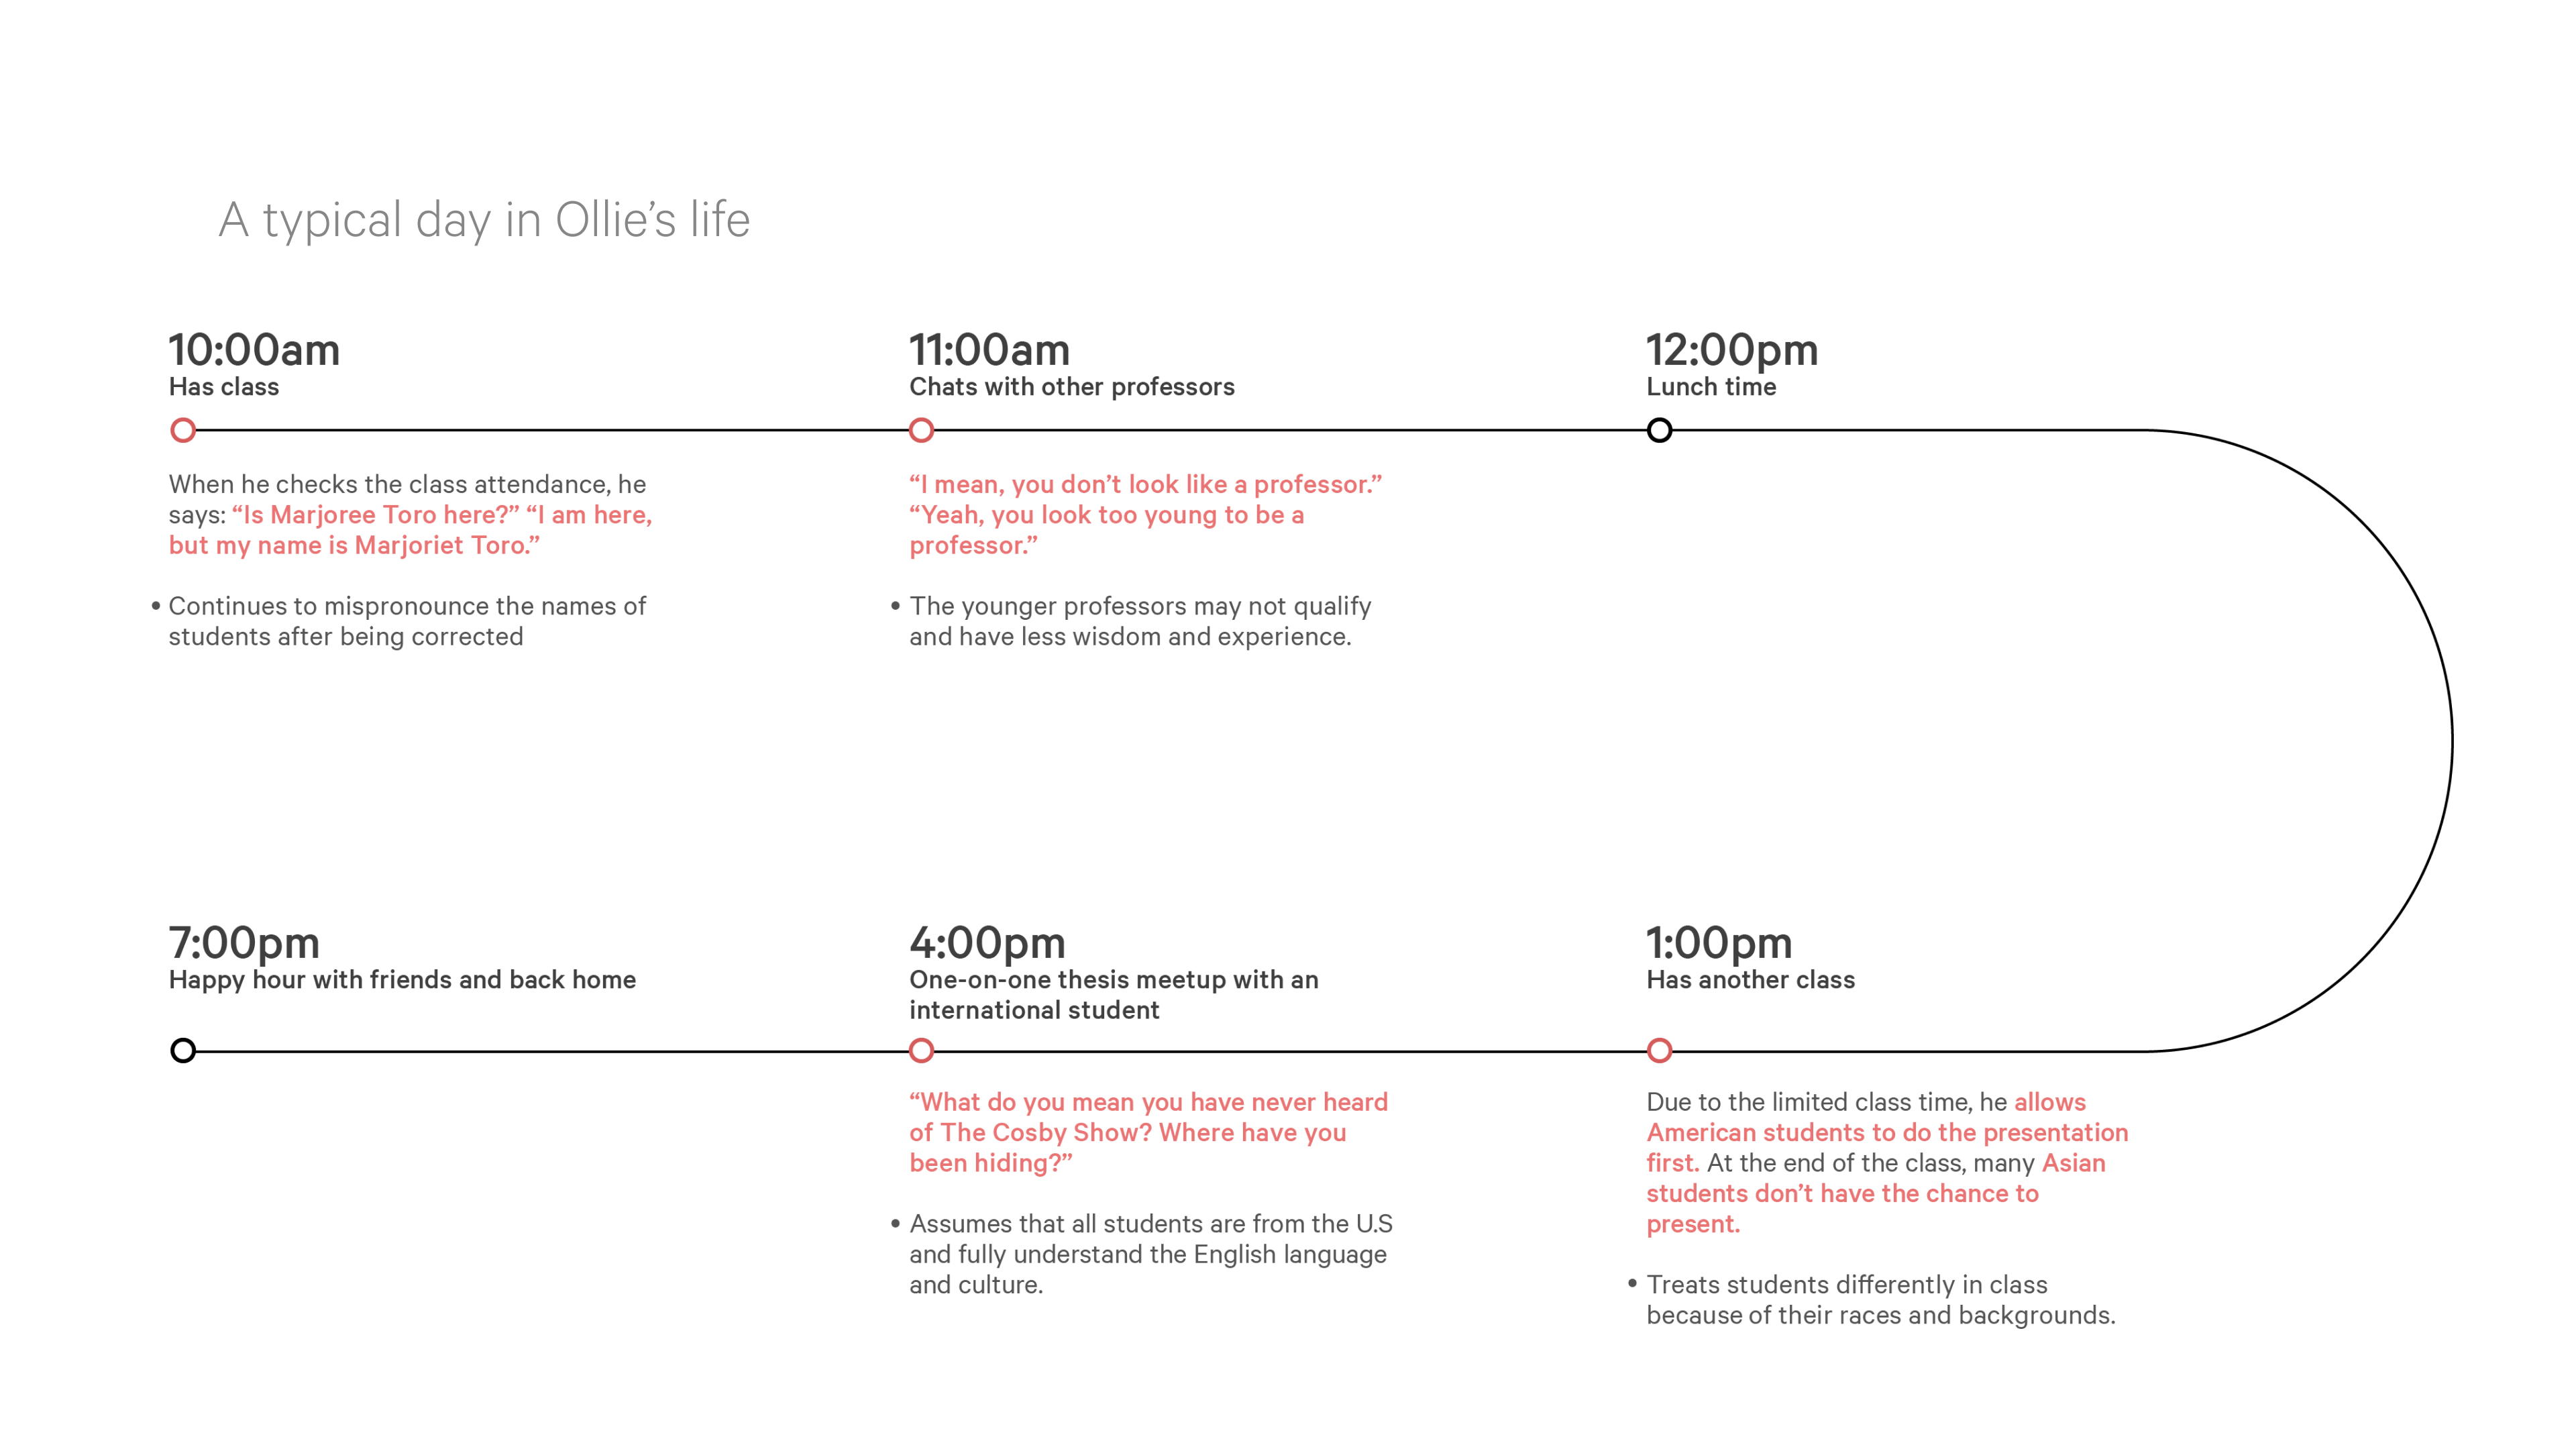 A typical day in Ollie’s life
10:00am
Has class
When he checks the class attendance, he
says: “Is Marjoree Toro here?” “I am here,
but my name is Marjoriet Toro.”
• Continues to mispronounce the names of
students after being corrected
11:00am
Chats with other professors
“I mean, you don’t look like a professor.”
“Yeah, you look too young to be a
professor.”
• The younger professors may not qualify
and have less wisdom and experience.
12:00pm
Lunch time
1:00pm
Has another class
Due to the limited class time, he allows
American students to do the presentation
first. At the end of the class, many Asian
students don’t have the chance to
present.
• Treats students differently in class
because of their races and backgrounds.
4:00pm
One-on-one thesis meetup with an
international student
“What do you mean you have never heard
of The Cosby Show? Where have you
been hiding?”
• Assumes that all students are from the U.S
and fully understand the English language
and culture.
7:00pm
Happy hour with friends and back home